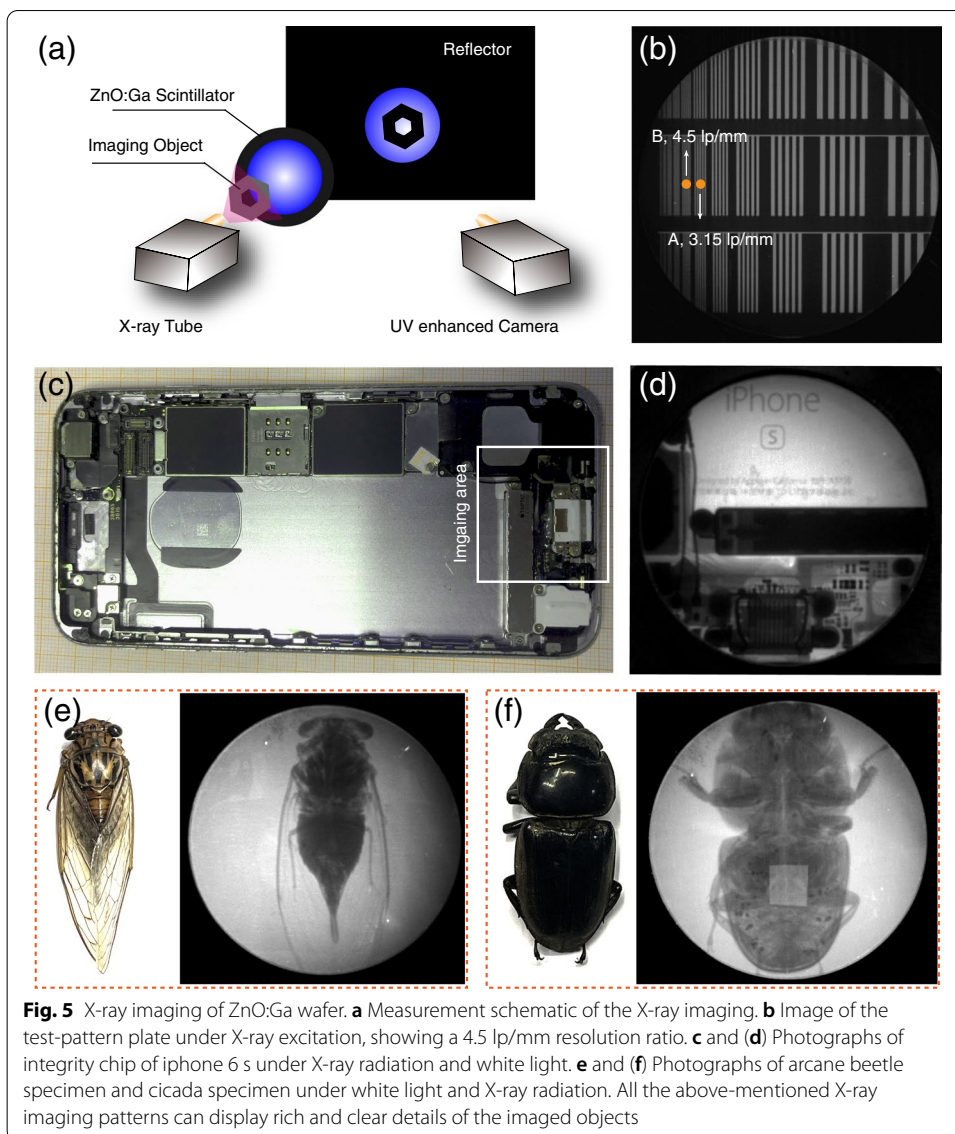 (a)
Reflector
ZnO:Ga Scintillator
Imaging Object
X-ray Tube
UV enhanced Camera
(b)
B, 4.5 lp/mm
A, 3.15 lp/mm
(c)
Imgaing area
(d)
iPhone
S
(e)
(f)
Fig. 5 X-ray imaging of ZnO:Ga wafer. a Measurement schematic of the X-ray imaging. b Image of the
test-pattern plate under X-ray excitation, showing a 4.5 lp/mm resolution ratio. c and (d) Photographs of
integrity chip of iphone 6 s under X-ray radiation and white light. e and (f) Photographs of arcane beetle
specimen and cicada specimen under white light and X-ray radiation. All the above-mentioned X-ray
imaging patterns can display rich and clear details of the imaged objects